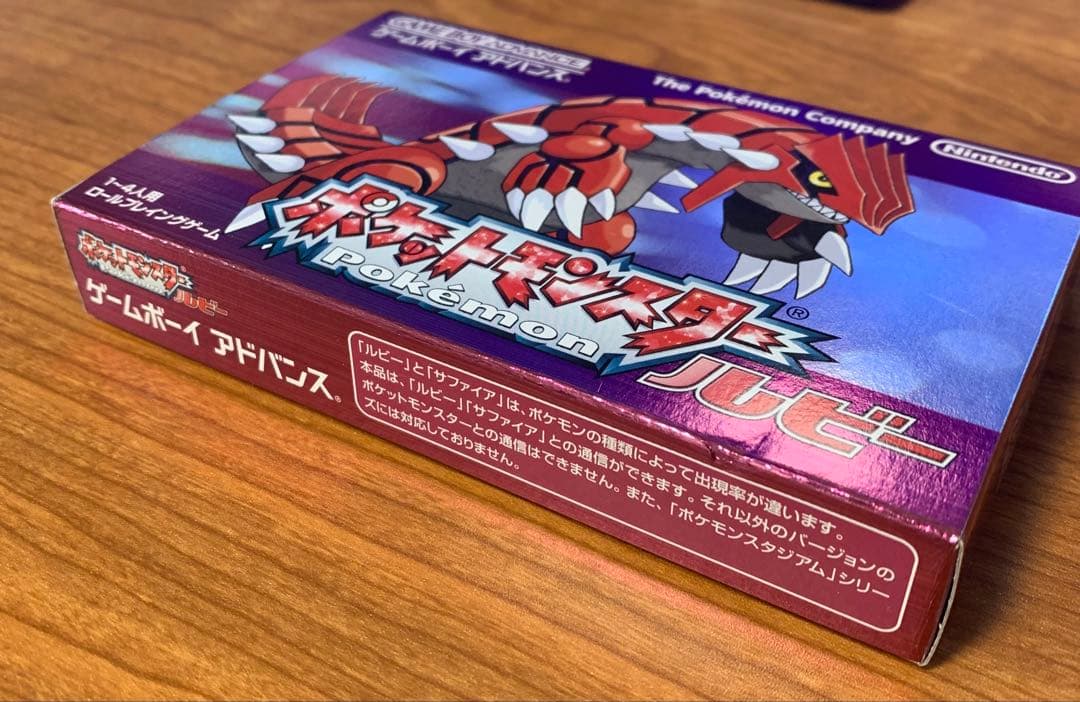 GAME BOY ADVANCE
ゲームボーイ アドバンス®
The Pokémon Company
Nintendo®
1~4人用
ロールプレイングゲーム
ポケットモンスター®
Pokémon
ルビー
ポケットモンスター
ルビー
ゲームボーイ アドバンス®
「ルビー」と「サファイア」は、ポケモンの種類によって出現率が違います。
本品は、「ルビー」「サファイア」との通信ができます。それ以外のバージョンの
ポケットモンスターとの通信はできません。また、「ポケモンスタジアム」シリー
ズには対応しておりません。